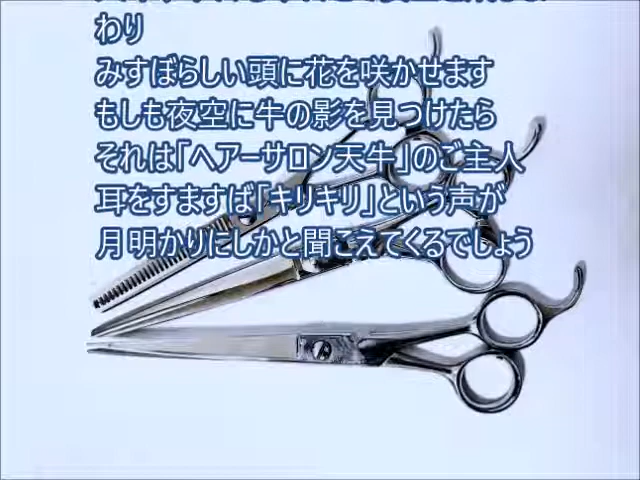 わり
みすぼらしい頭に花を咲かせます
もしも夜空に牛の影を見つけたら
それは「ヘアーサロン天牛」のご主人
耳をすますば「キリキリ」という声が
月明かりにしかと聞こえてくるでしょう